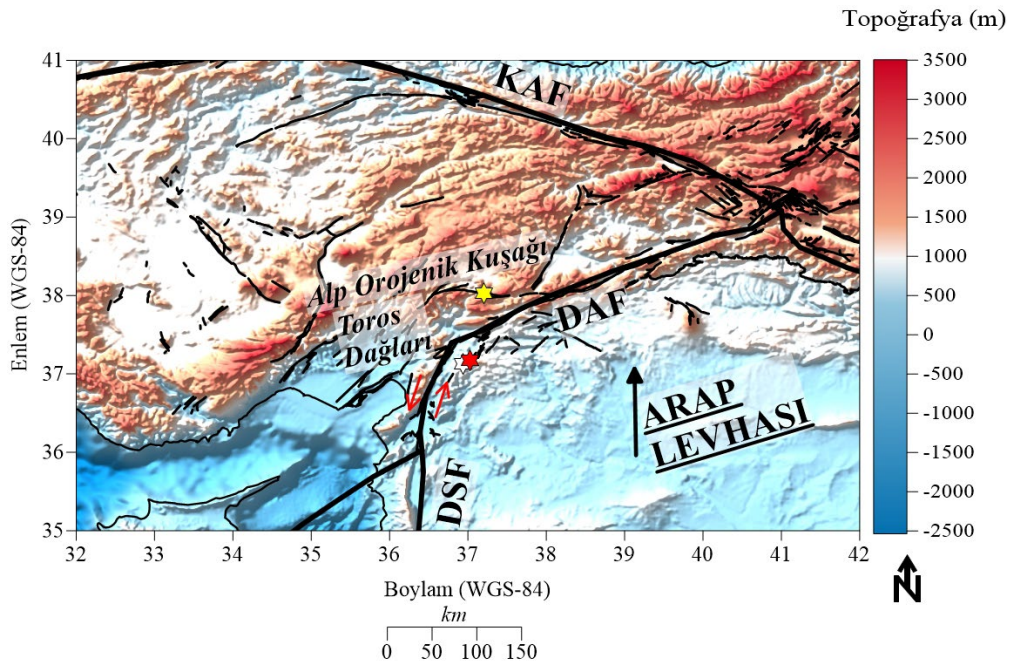 Topoğrafya (m)
41
40
39
38
37
36
35
Enlem (WGS-84)
KAF
Alp Orojenik Kuşağı
Toros
Dağları
DAF
ARAP
LEVHASI
DSF
32
33
34
35
36
37
38
39
40
41
42
Boylam (WGS-84)
km
0
50
100
150
3500
3000
2500
2000
1500
1000
500
0
-500
-1000
-1500
-2000
-2500
N